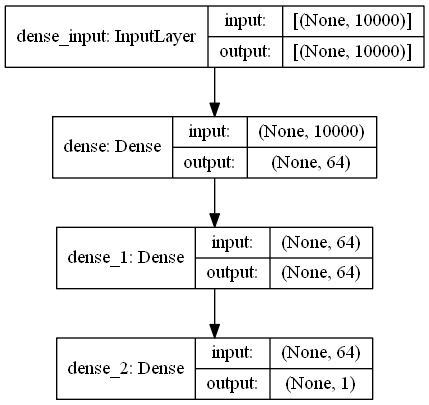 dense_input: InputLayer
input: [(None, 10000)]
output: [(None, 10000)]
dense: Dense
input: (None, 10000)
output: (None, 64)
dense_1: Dense
input: (None, 64)
output: (None, 64)
dense_2: Dense
input: (None, 64)
output: (None, 1)